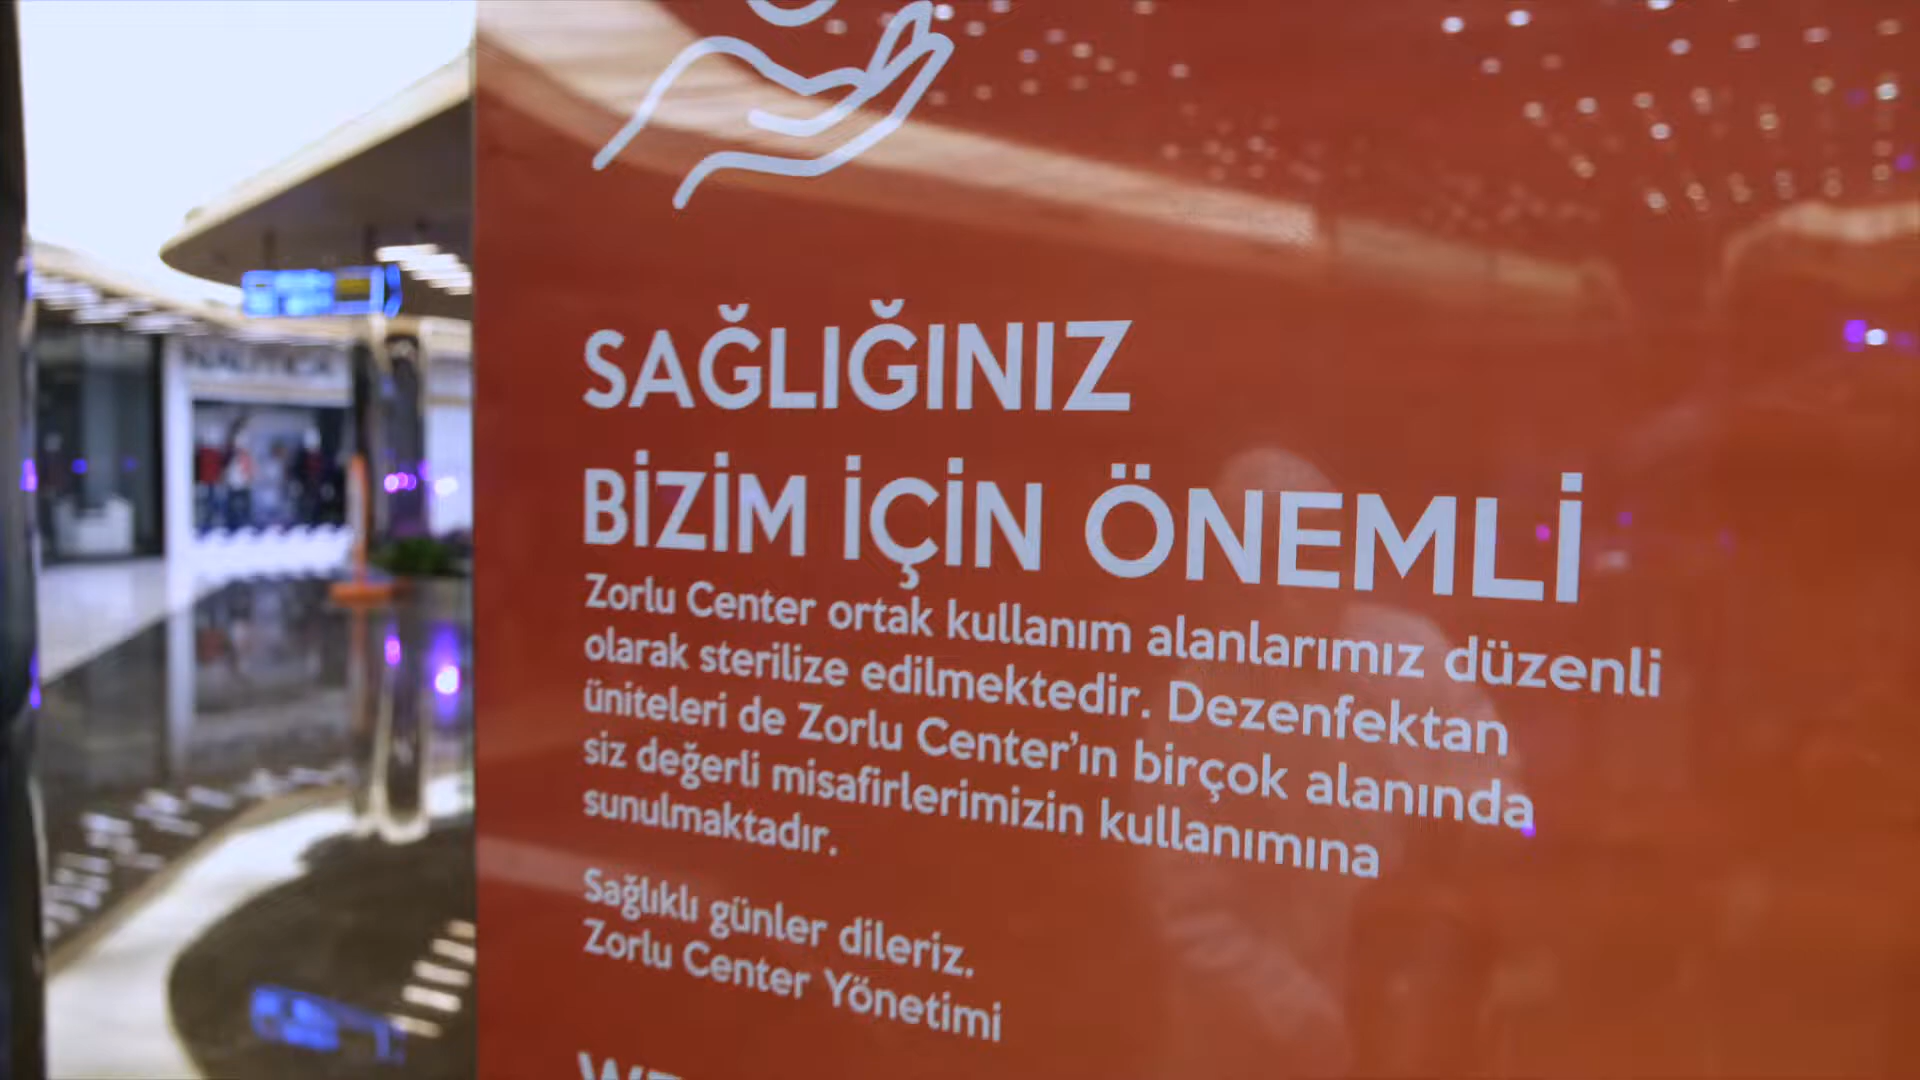 SAĞLIĞINIZ
BİZİM İÇİN ÖNEMLİ
Zorlu Center ortak kullanım alanlarımız düzenli
olarak sterilize edilmektedir. Dezenfektan
üniteleri de Zorlu Center'ın birçok alanında
siz değerli misafirlerimizin kullanımına
sunulmaktadır.
Sağlıklı günler dileriz.
Zorlu Center Yönetimi
NAUTICA